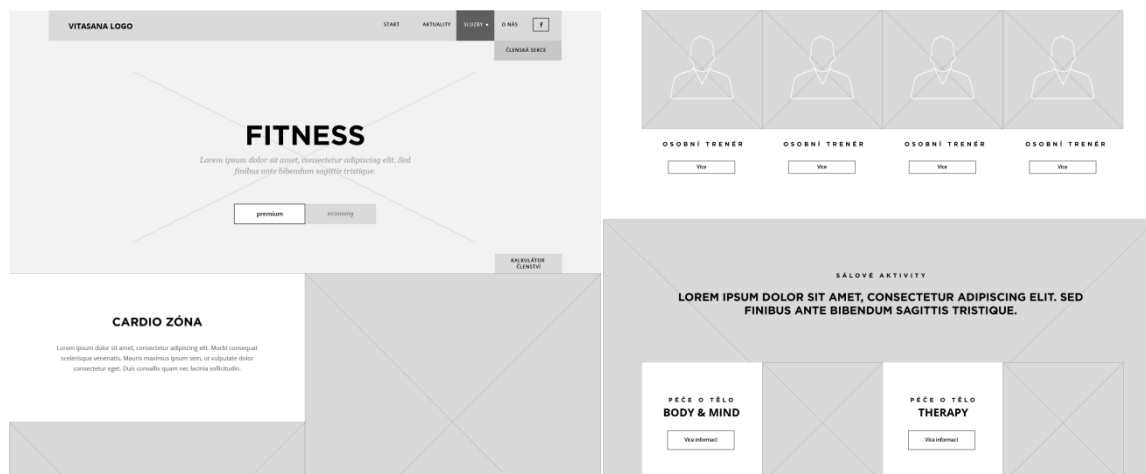 VITASANA LOGO
START AKTUALITY SLUZBY O NÁS f
ČLENSKÁ SEKCE
FITNESS
Lorem ipsum dolor sit amet, consectetur adipiscing elit. Sed
finibus ante bibendum sagittis tristique.
premium economy
KALKULÁTOR
ČLENSTVÍ
CARDIO ZÓNA
Lorem ipsum dolor sit amet, consectetur adipiscing elit. Morbi consequat
scelerisque venenatis. Mauris maximus ipsum sem, ut vulputate dolor
consectetur eget. Duis convallis quam nec lacinia sollicitudin.
OSOBNÍ TRENÉR OSOBNÍ TRENÉR OSOBNÍ TRENÉR OSOBNÍ TRENÉR
Více Více Více Více
SÁLOVÉ AKTIVITY
LOREM IPSUM DOLOR SIT AMET, CONSECTETUR ADIPISCING ELIT. SED
FINIBUS ANTE BIBENDUM SAGITTIS TRISTIQUE.
PÉČE O TĚLO
BODY & MIND
Více informací
PÉČE O TĚLO
THERAPY
Více informací